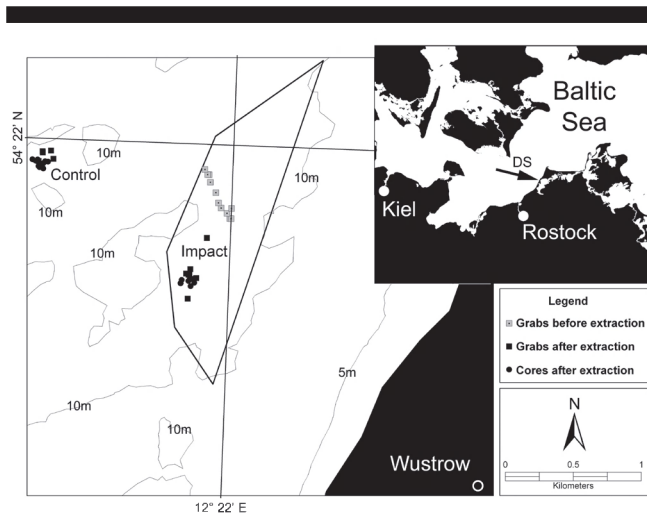 54° 22' N
10m
Control
10m
10m
10m
Impact
10m
10m
5m
Wustrow
12° 22' E
Baltic
Sea
DS
Kiel
Rostock
Legend
Grabs before extraction
Grabs after extraction
Cores after extraction
N
0 0.5 1
Kilometers